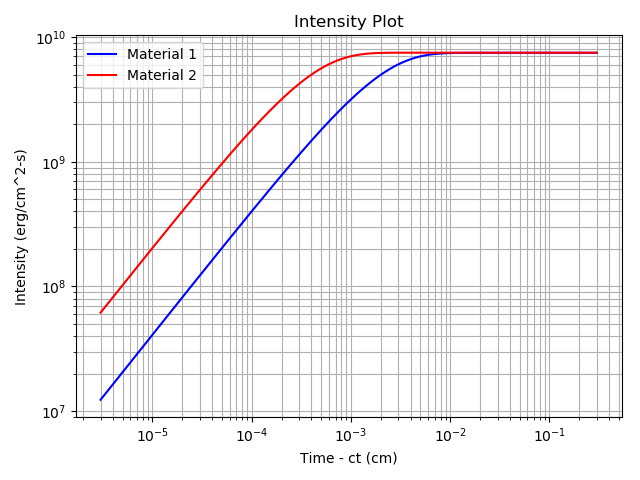 Intensity Plot
Material 1
Material 2
10^10
10^9
10^8
10^7
Intensity (erg/cm^2-s)
10^-5
10^-4
10^-3
10^-2
10^-1
Time - ct (cm)